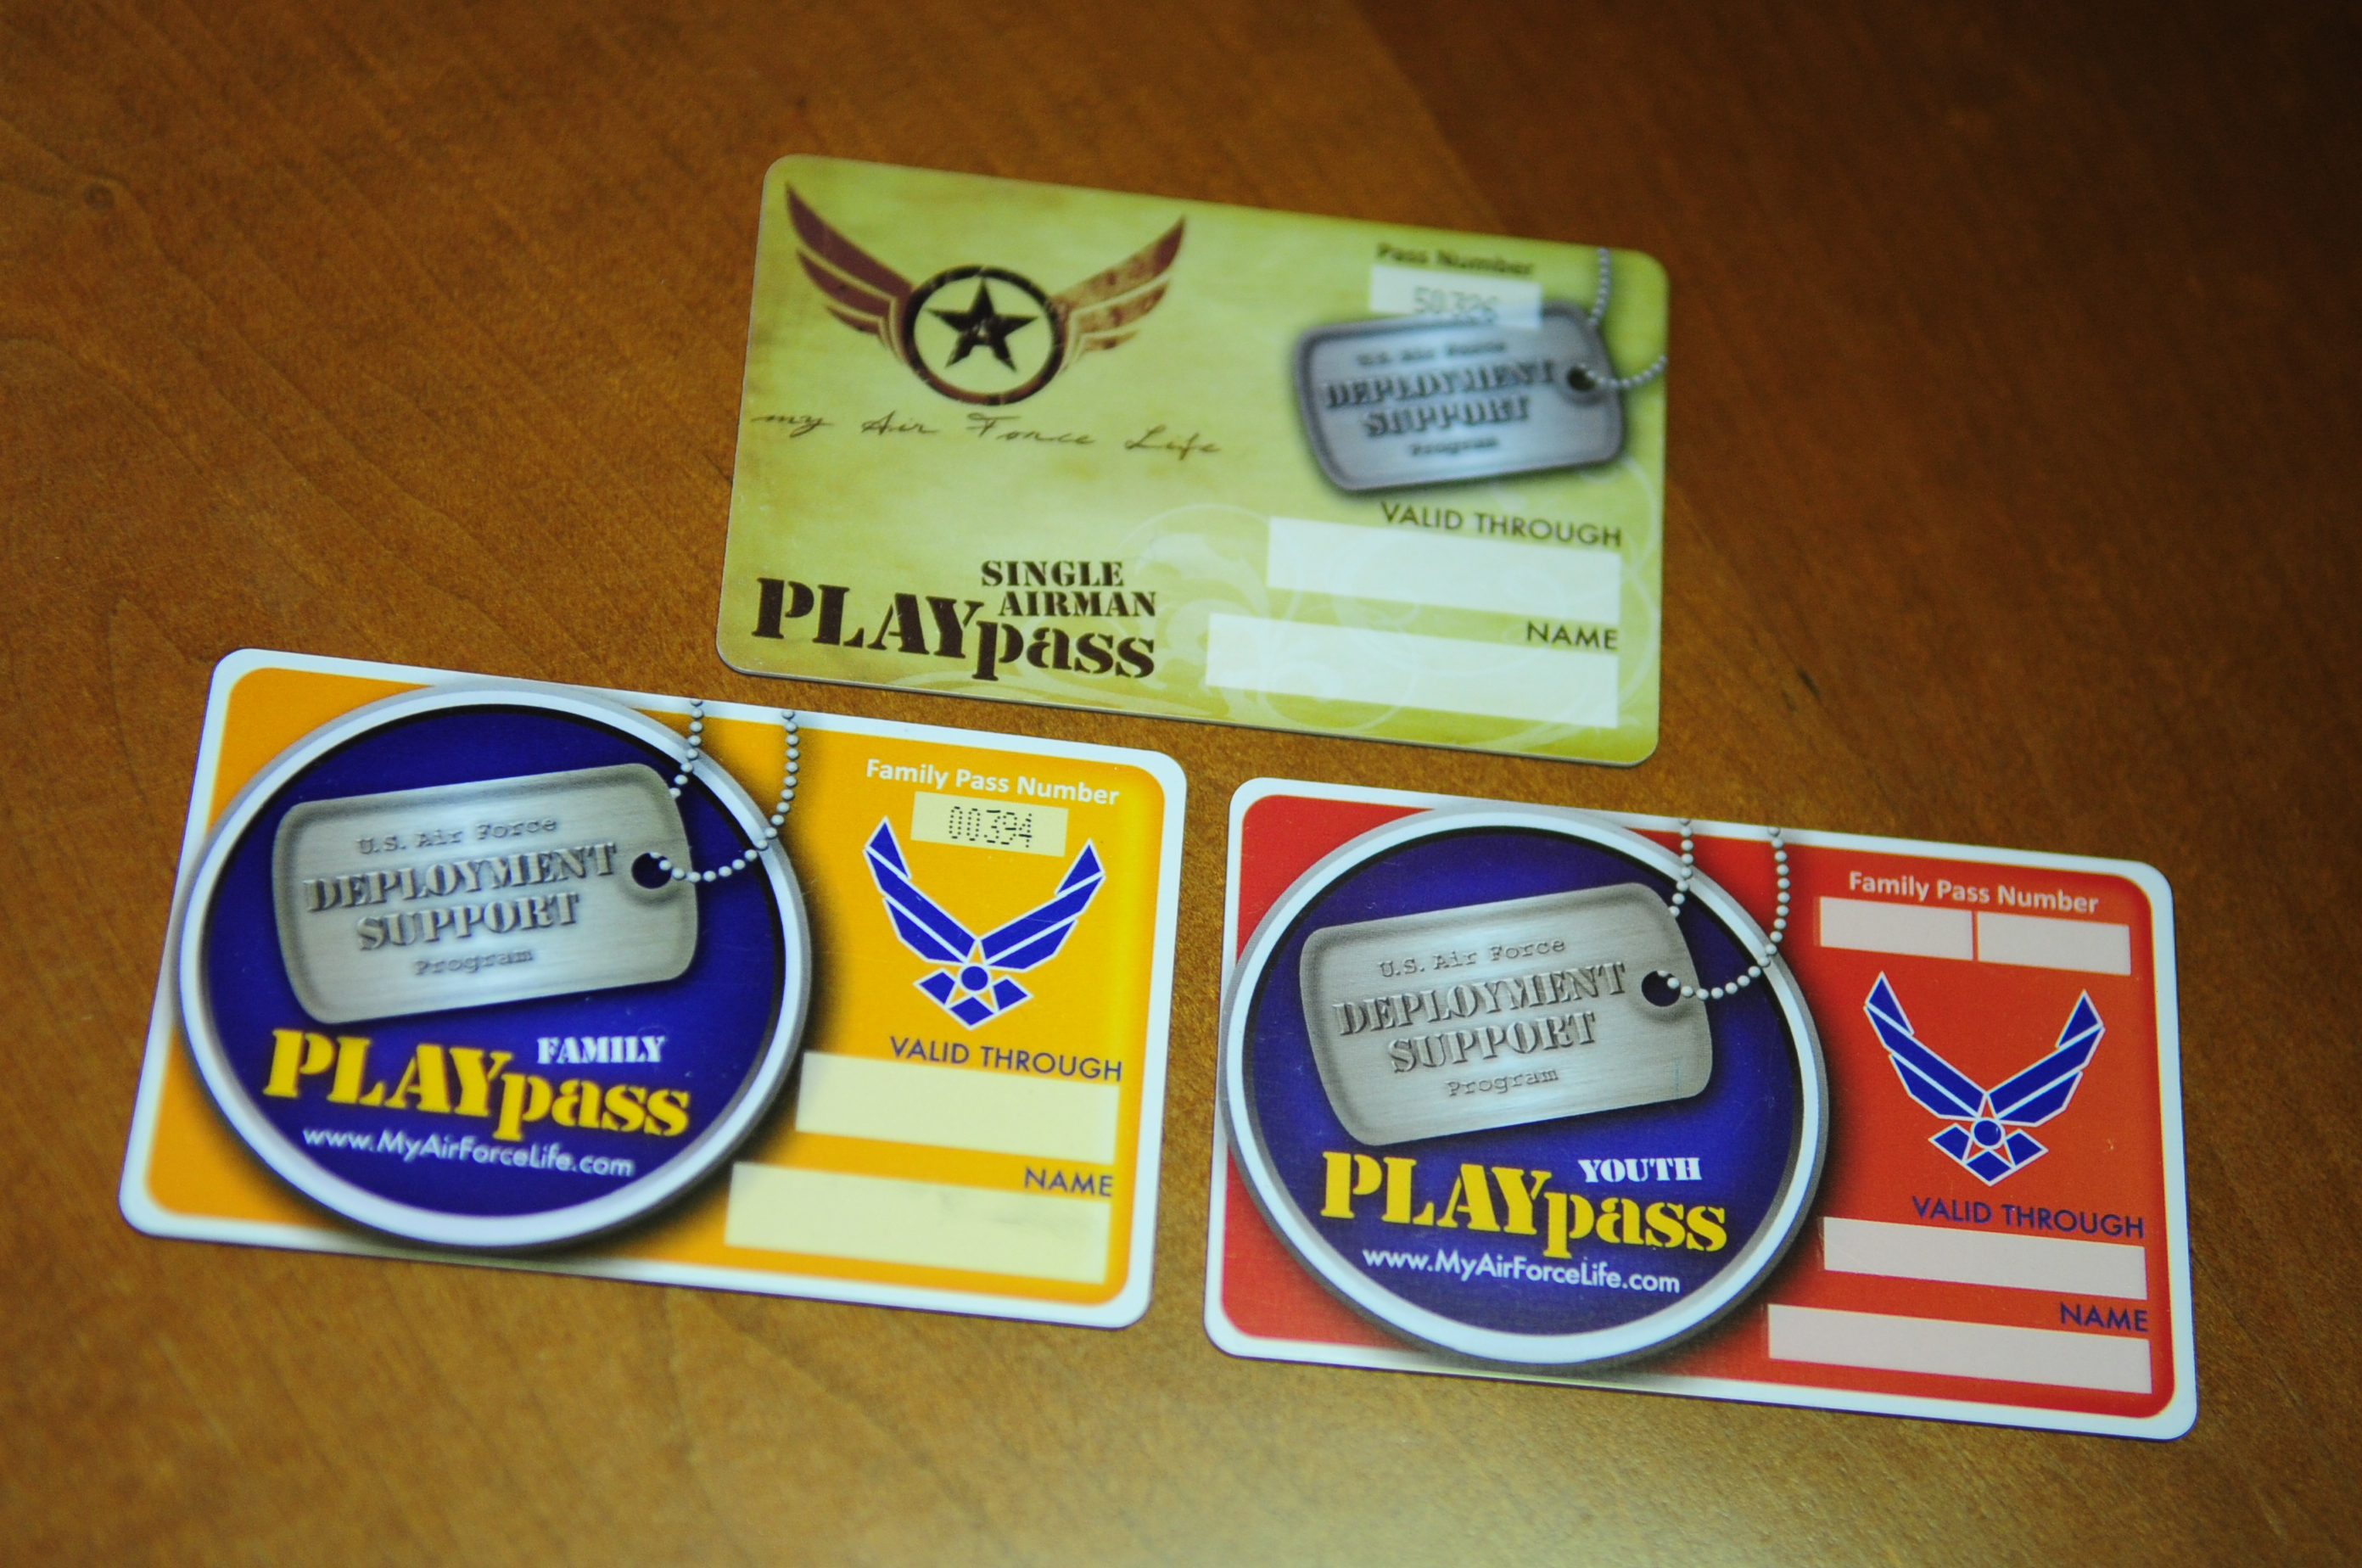 my Air Force Life
Pass Number
U.S. Air Force
DEPLOYMENT
SUPPORT
Program
VALID THROUGH
NAME
SINGLE
AIRMAN
PLAYpass
U.S. Air Force
DEPLOYMENT
SUPPORT
Program
FAMILY
PLAYpass
www.MyAirForceLife.com
Family Pass Number
00394
VALID THROUGH
NAME
U.S. Air Force
DEPLOYMENT
SUPPORT
Program
YOUTH
PLAYpass
www.MyAirForceLife.com
Family Pass Number
VALID THROUGH
NAME